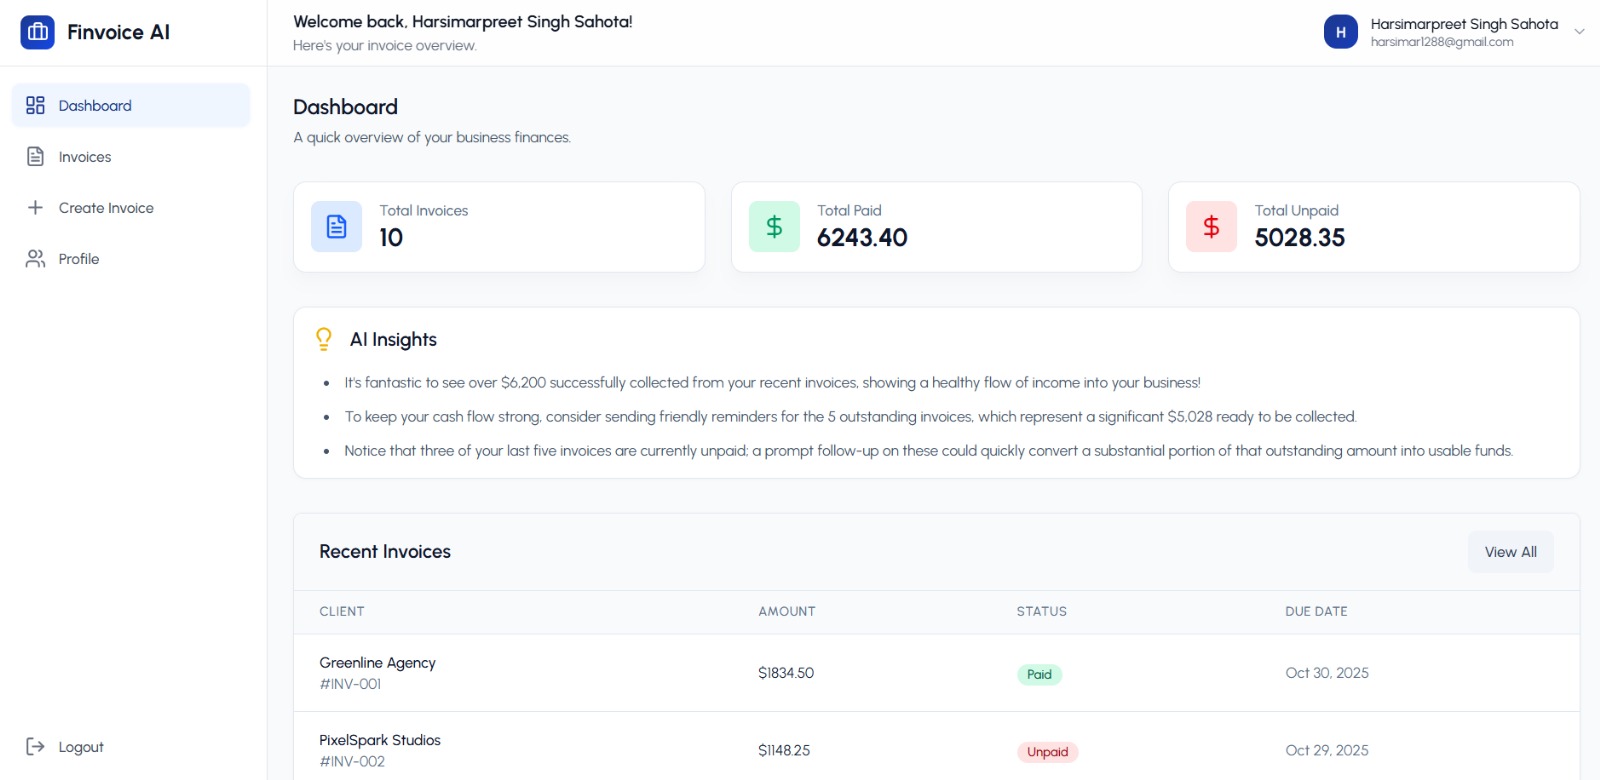 Finvoice AI
Welcome back, Harsimarpreet Singh Sahota!
Here's your invoice overview.
H
Harsimarpreet Singh Sahota
harsimar1288@gmail.com
Dashboard
Invoices
Create Invoice
Profile
Logout
Dashboard
A quick overview of your business finances.
Total Invoices
10
$
Total Paid
6243.40
$
Total Unpaid
5028.35
AI Insights
• It's fantastic to see over $6,200 successfully collected from your recent invoices, showing a healthy flow of income into your business!
• To keep your cash flow strong, consider sending friendly reminders for the 5 outstanding invoices, which represent a significant $5,028 ready to be collected.
• Notice that three of your last five invoices are currently unpaid; a prompt follow-up on these could quickly convert a substantial portion of that outstanding amount into usable funds.
Recent Invoices
View All
CLIENT AMOUNT STATUS DUE DATE
Greenline Agency
#INV-001
$1834.50 Paid Oct 30, 2025
PixelSpark Studios
#INV-002
$1148.25 Unpaid Oct 29, 2025